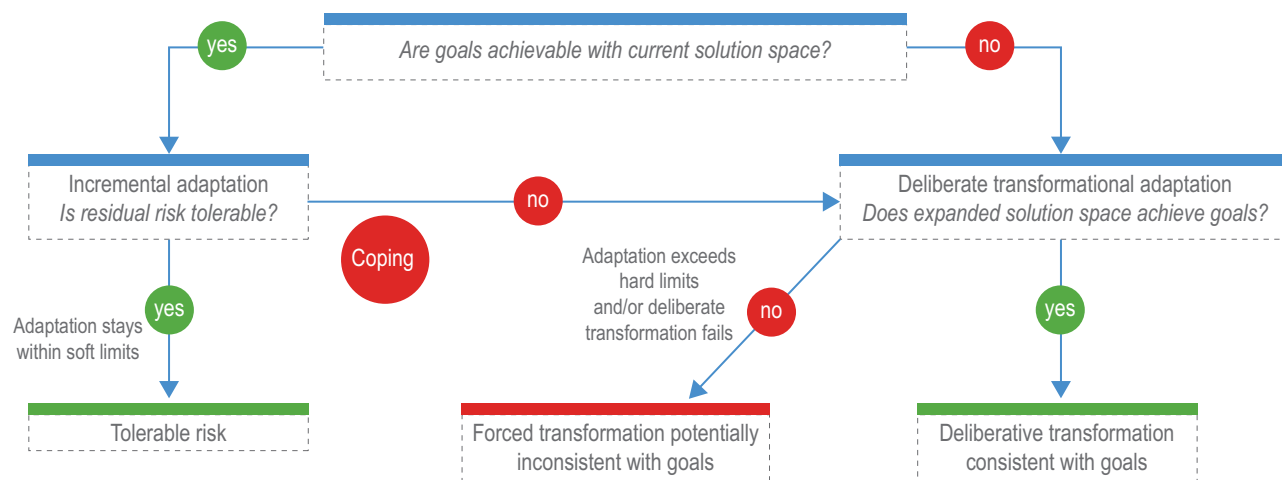 yes
Are goals achievable with current solution space?
no
Incremental adaptation
Is residual risk tolerable?
no
Deliberate transformational adaptation
Does expanded solution space achieve goals?
Coping
Adaptation exceeds
hard limits
and/or deliberate
transformation fails
no
yes
Adaptation stays
within soft limits
yes
Tolerable risk
Forced transformation potentially
inconsistent with goals
Deliberative transformation
consistent with goals